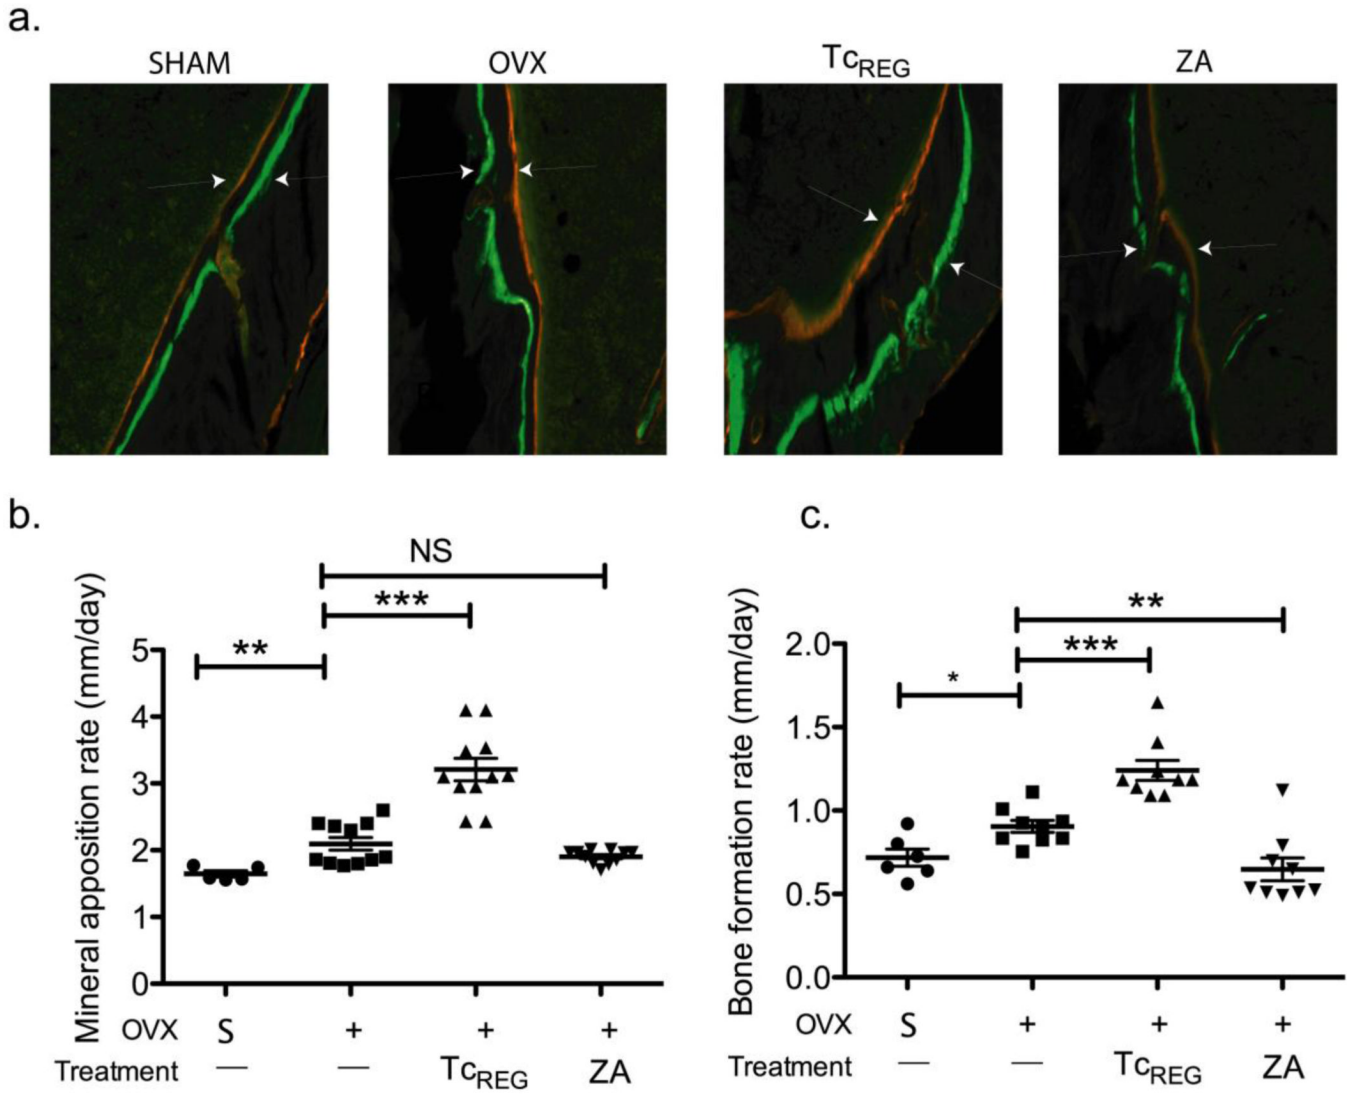 a.
SHAM OVX TcREG ZA
b.
c.
NS
***
**
Mineral apposition rate (mm/day)
5
4
3
2
1
0
OVX S + + +
Treatment — — TcREG ZA
**
***
*
Bone formation rate (mm/day)
2.0
1.5
1.0
0.5
0.0
OVX S + + +
Treatment — — TcREG ZA